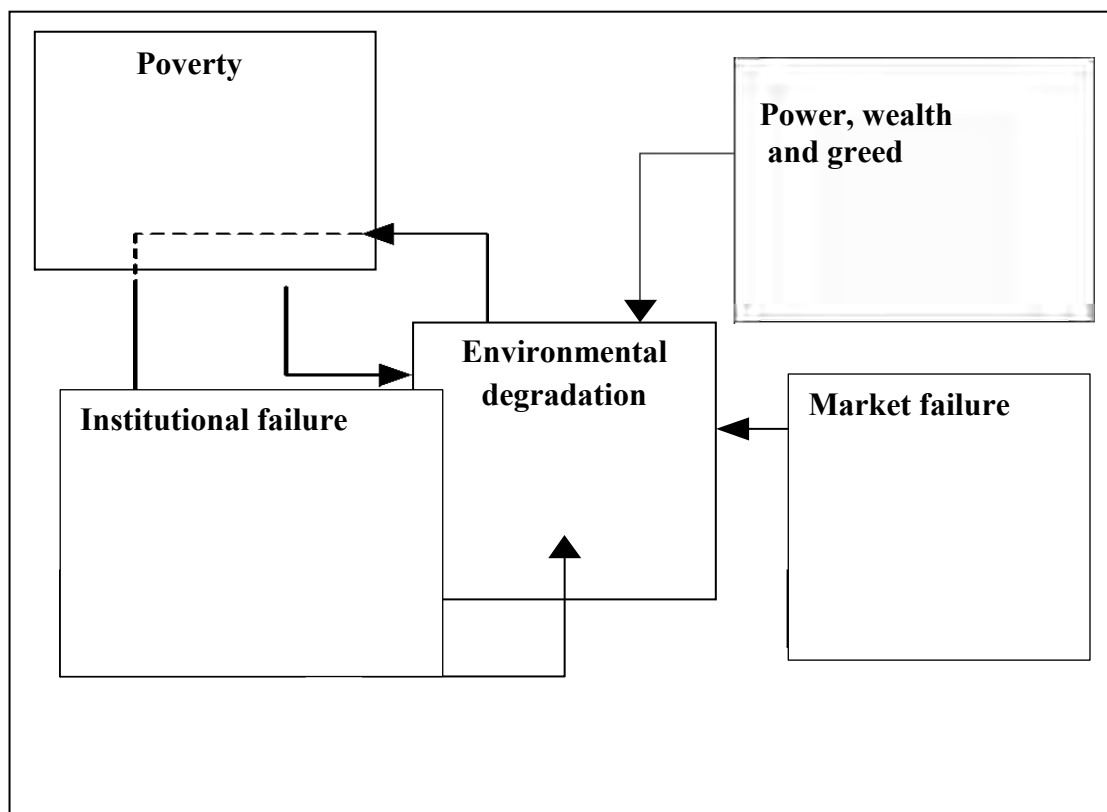 Poverty
Power, wealth
and greed
Environmental
degradation
Institutional failure
Market failure